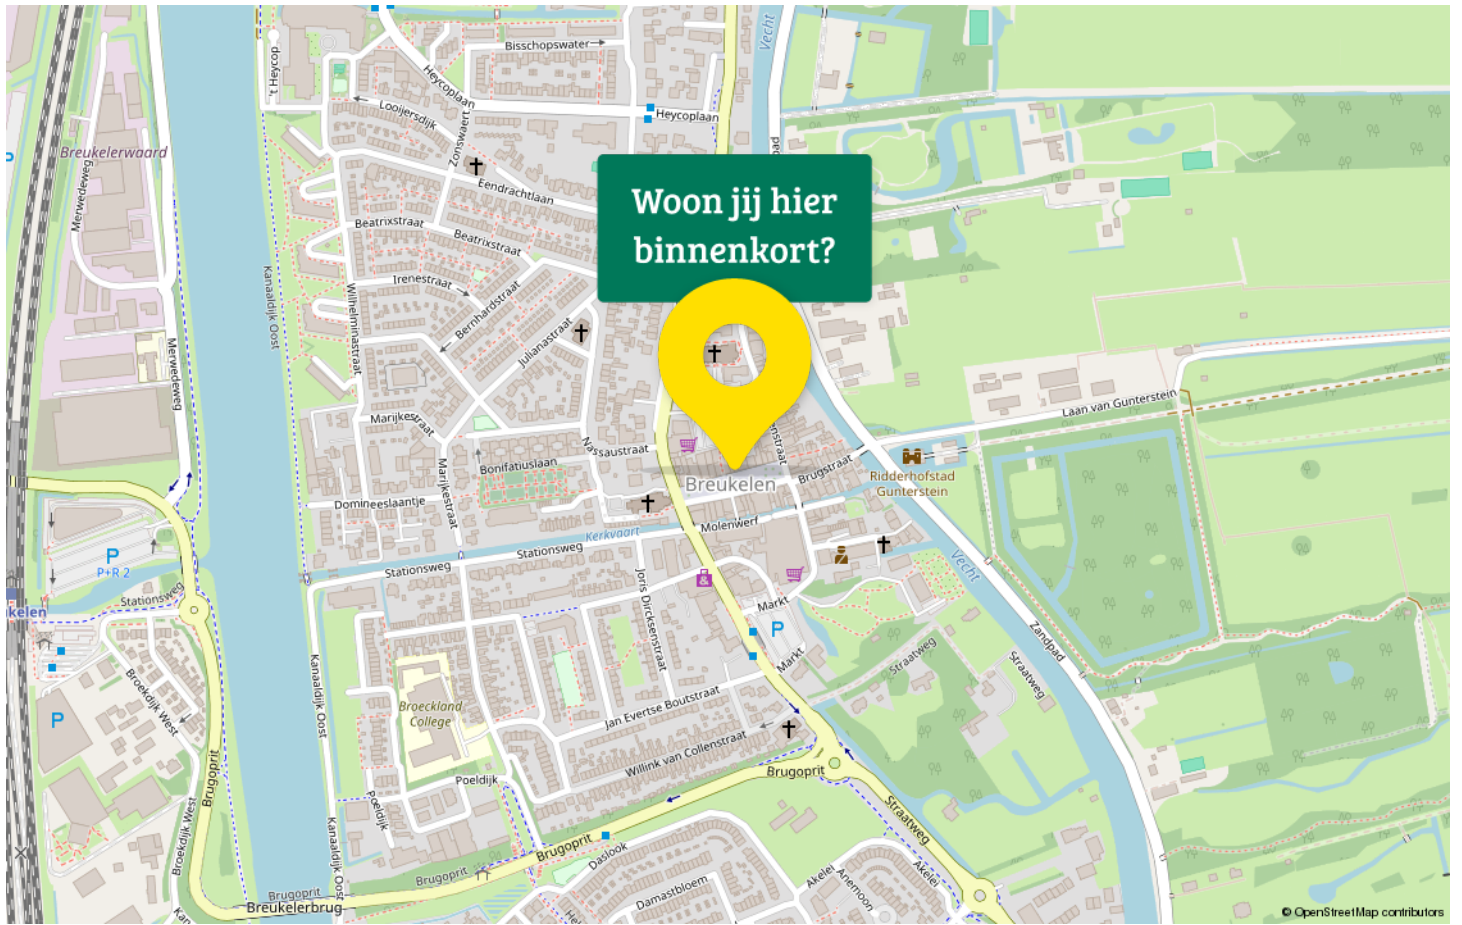 Bisschopswater
Vecht
't Heycop
Heycoplaan
Looijersdijk
Heycoplaan
Zonswaert
Breukelerwaard
Merwedeweg
Eendrachtlaan
Woon jij hier
binnenkort?
Beatrixstraat
Beatrixstraat
Kanaaldijk Oost
Irenestraat
Wilhelminastraat
Bernhardstraat
Julianastraat
Merwedeweg
Marijkestraat
Laan van Gunterstein
Nassaustraat
Bonifatiuslaan
Marijkestraat
Brugstraat
Breukelen
Ridderhofstad
Gunterstein
Domineeslaantje
Molenwerf
Kerkvaart
Stationsweg
Stationsweg
Vecht
P
P+R 2
Stationsweg
Joris Dircksenstraat
Markt
P
Markt
Straatweg
Zandpad
Straatweg
Kanaaldijk Oost
Broekdijk West
P
Broeckland
College
Jan Evertse Boutstraat
Willink van Collenstraat
Brugoprit
Brugoprit
Poeldijk
Poeldijk
Straatweg
Broekdijk West
Kanaaldijk Oost
Brugoprit
Daslook
Brugoprit
Brugoprit
Breukelerbrug
Damastbloem
Akelei
Anemoon
Akelei
© OpenStreetMap contributors